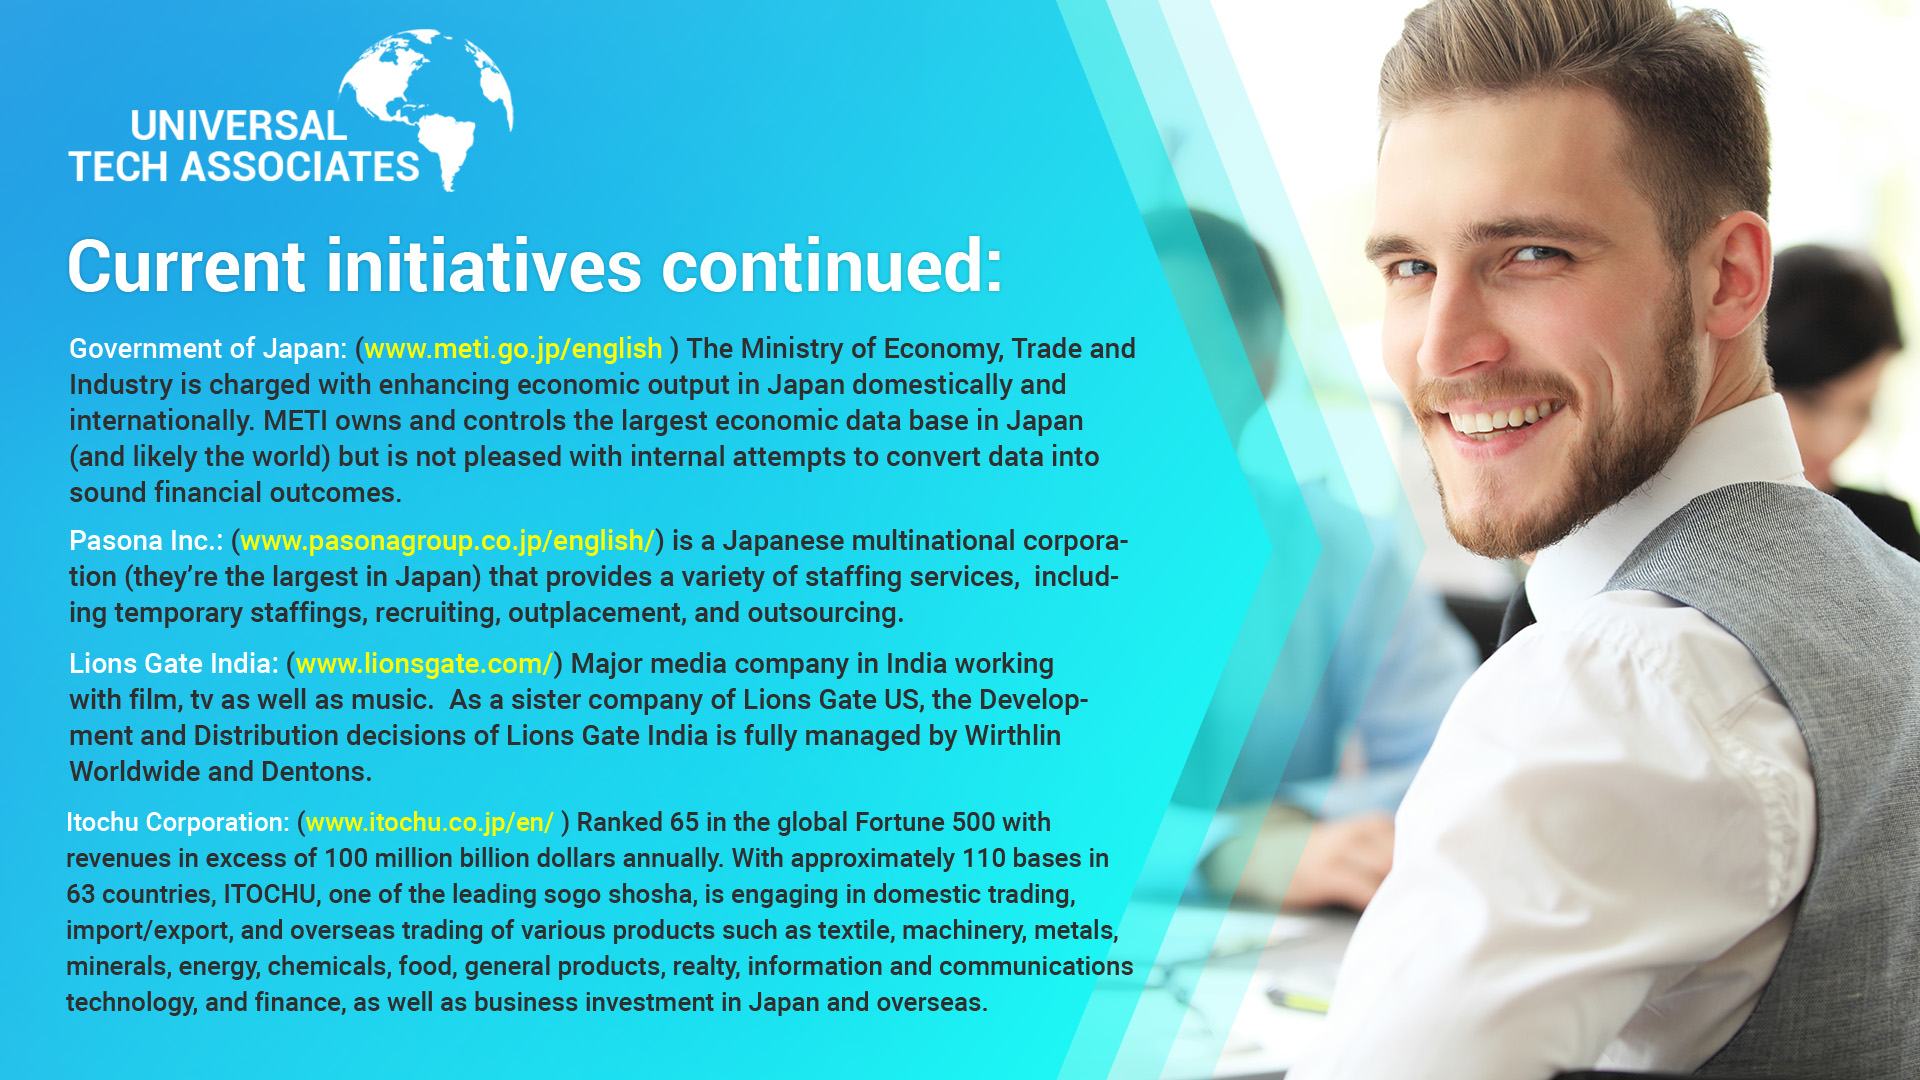 UNIVERSAL
TECH ASSOCIATES
Current initiatives continued:
Government of Japan: (www.meti.go.jp/english ) The Ministry of Economy, Trade and
Industry is charged with enhancing economic output in Japan domestically and
internationally. METI owns and controls the largest economic data base in Japan
(and likely the world) but is not pleased with internal attempts to convert data into
sound financial outcomes.
Pasona Inc.: (www.pasonagroup.co.jp/english/) is a Japanese multinational corpora-
tion (they’re the largest in Japan) that provides a variety of staffing services,  includ-
ing temporary staffings, recruiting, outplacement, and outsourcing.
Lions Gate India: (www.lionsgate.com/) Major media company in India working
with film, tv as well as music.  As a sister company of Lions Gate US, the Develop-
ment and Distribution decisions of Lions Gate India is fully managed by Wirthlin
Worldwide and Dentons.
Itochu Corporation: (www.itochu.co.jp/en/ ) Ranked 65 in the global Fortune 500 with
revenues in excess of 100 million billion dollars annually. With approximately 110 bases in
63 countries, ITOCHU, one of the leading sogo shosha, is engaging in domestic trading,
import/export, and overseas trading of various products such as textile, machinery, metals,
minerals, energy, chemicals, food, general products, realty, information and communications
technology, and finance, as well as business investment in Japan and overseas.